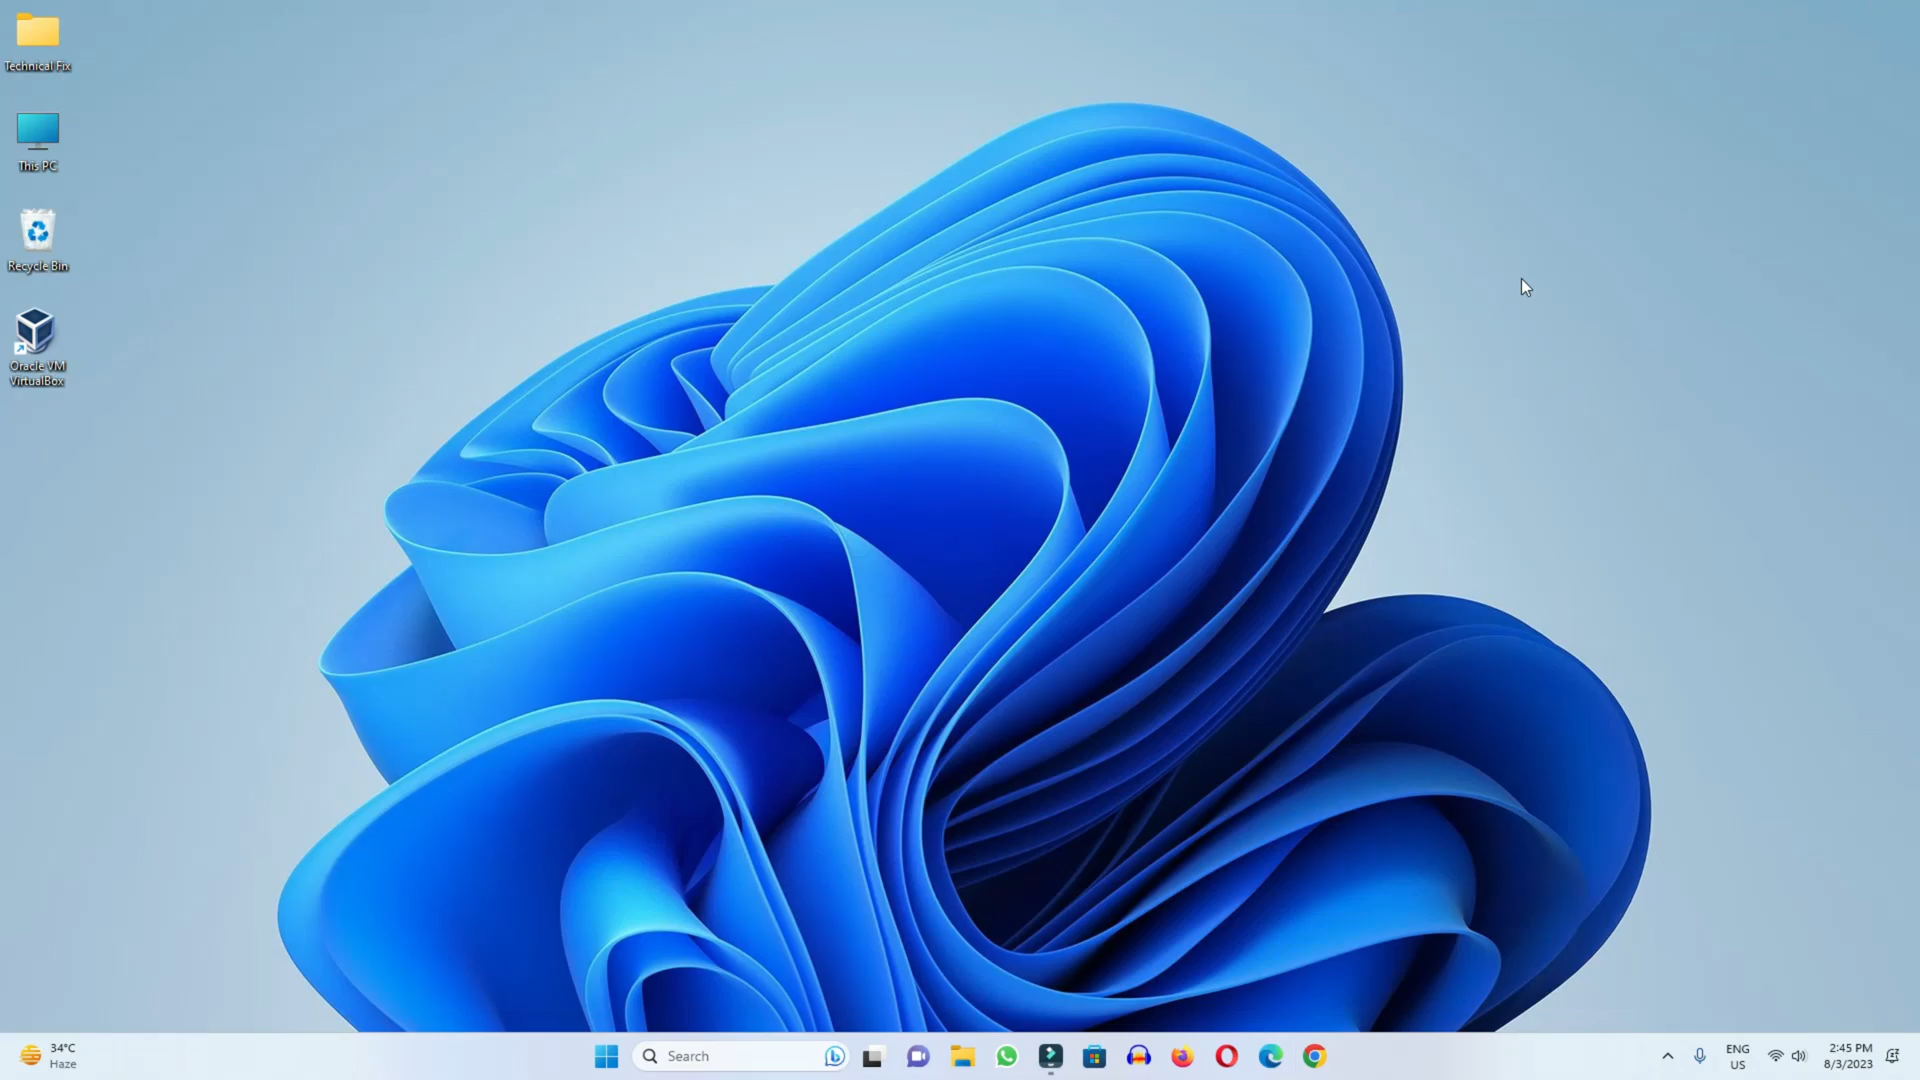 Technical Fix
This PC
Recycle Bin
Oracle VM
VirtualBox
34°C
Haze
Search
ENG
US
2:45 PM
8/3/2023